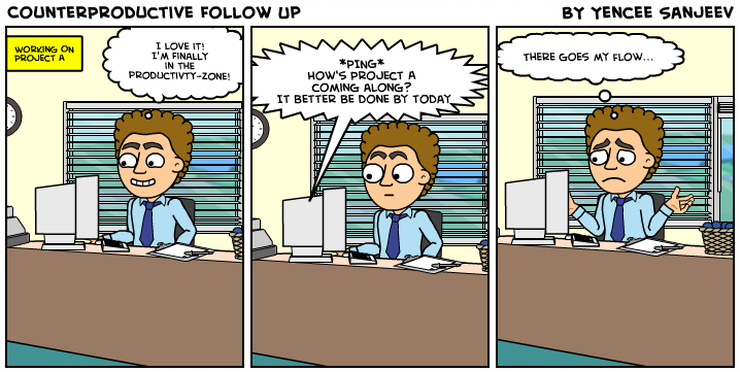 COUNTERPRODUCTIVE FOLLOW UP
BY YENCEE SANJEEV
WORKING ON
PROJECT A
I LOVE IT!
I'M FINALLY
IN THE
PRODUCTIVTY-ZONE!
*PING*
HOW'S PROJECT A
COMING ALONG?
IT BETTER BE DONE BY TODAY
THERE GOES MY FLOW...